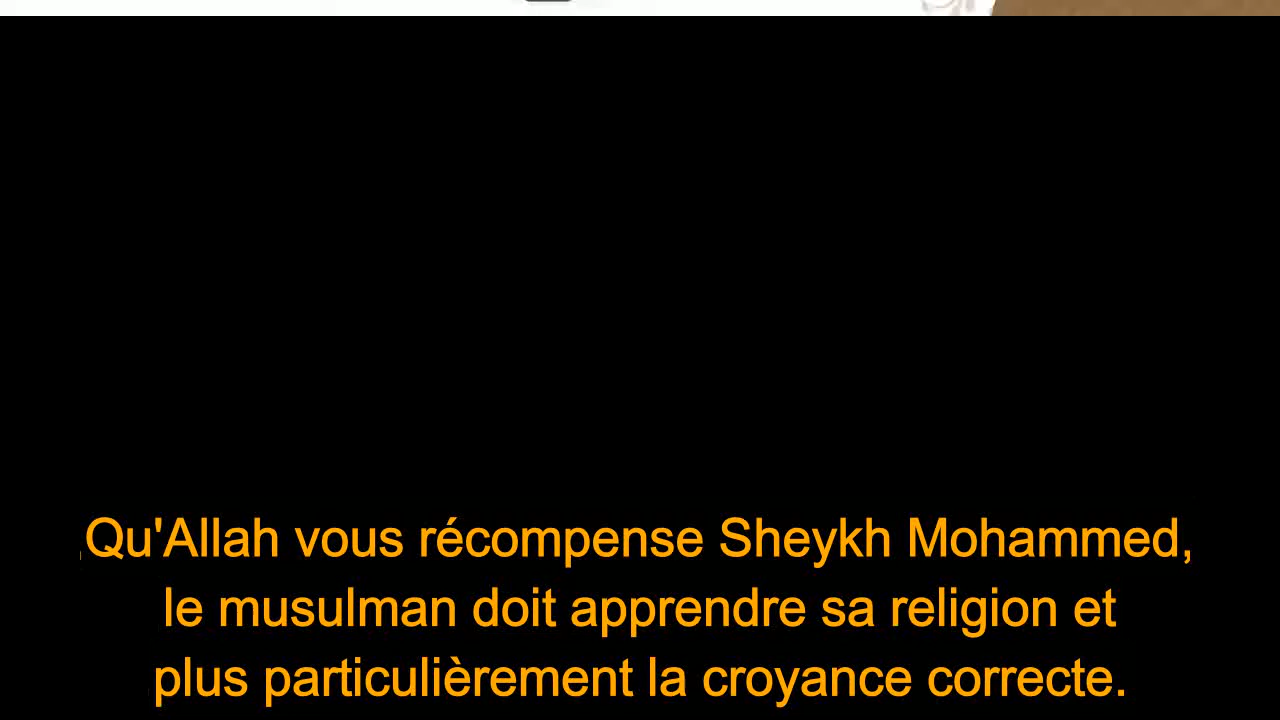 Qu'Allah vous récompense Sheykh Mohammed,
le musulman doit apprendre sa religion et
plus particulièrement la croyance correcte.